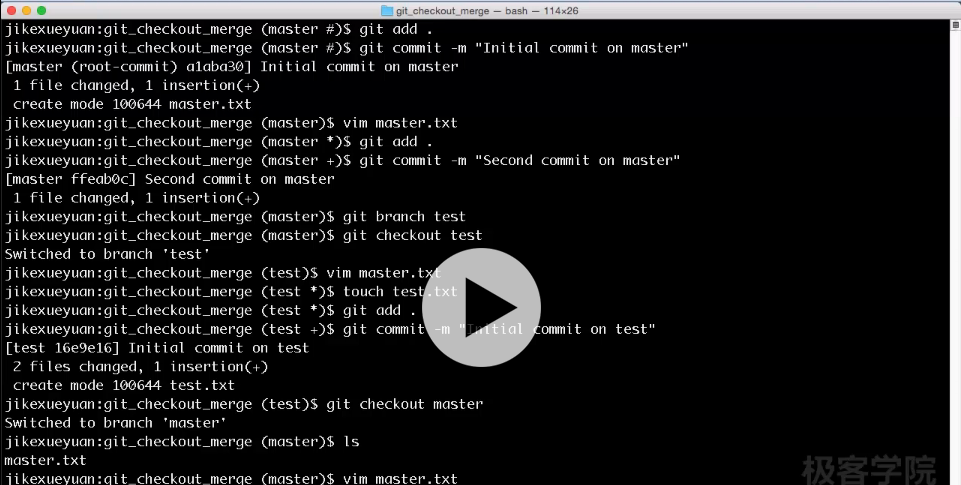 git_checkout_merge — bash — 114×26
jikexueyuan:git_checkout_merge (master #)$ git add .
jikexueyuan:git_checkout_merge (master #)$ git commit -m "Initial commit on master"
[master (root-commit) a1aba30] Initial commit on master
 1 file changed, 1 insertion(+)
 create mode 100644 master.txt
jikexueyuan:git_checkout_merge (master)$ vim master.txt
jikexueyuan:git_checkout_merge (master *)$ git add .
jikexueyuan:git_checkout_merge (master +)$ git commit -m "Second commit on master"
[master ffeab0c] Second commit on master
 1 file changed, 1 insertion(+)
jikexueyuan:git_checkout_merge (master)$ git branch test
jikexueyuan:git_checkout_merge (master)$ git checkout test
Switched to branch 'test'
jikexueyuan:git_checkout_merge (test)$ vim master.txt
jikexueyuan:git_checkout_merge (test *)$ touch test.txt
jikexueyuan:git_checkout_merge (test *)$ git add .
jikexueyuan:git_checkout_merge (test +)$ git commit -m "Initial commit on test"
[test 16e9e16] Initial commit on test
 2 files changed, 1 insertion(+)
 create mode 100644 test.txt
jikexueyuan:git_checkout_merge (test)$ git checkout master
Switched to branch 'master'
jikexueyuan:git_checkout_merge (master)$ ls
master.txt
jikexueyuan:git_checkout_merge (master)$ vim master.txt
极客学院